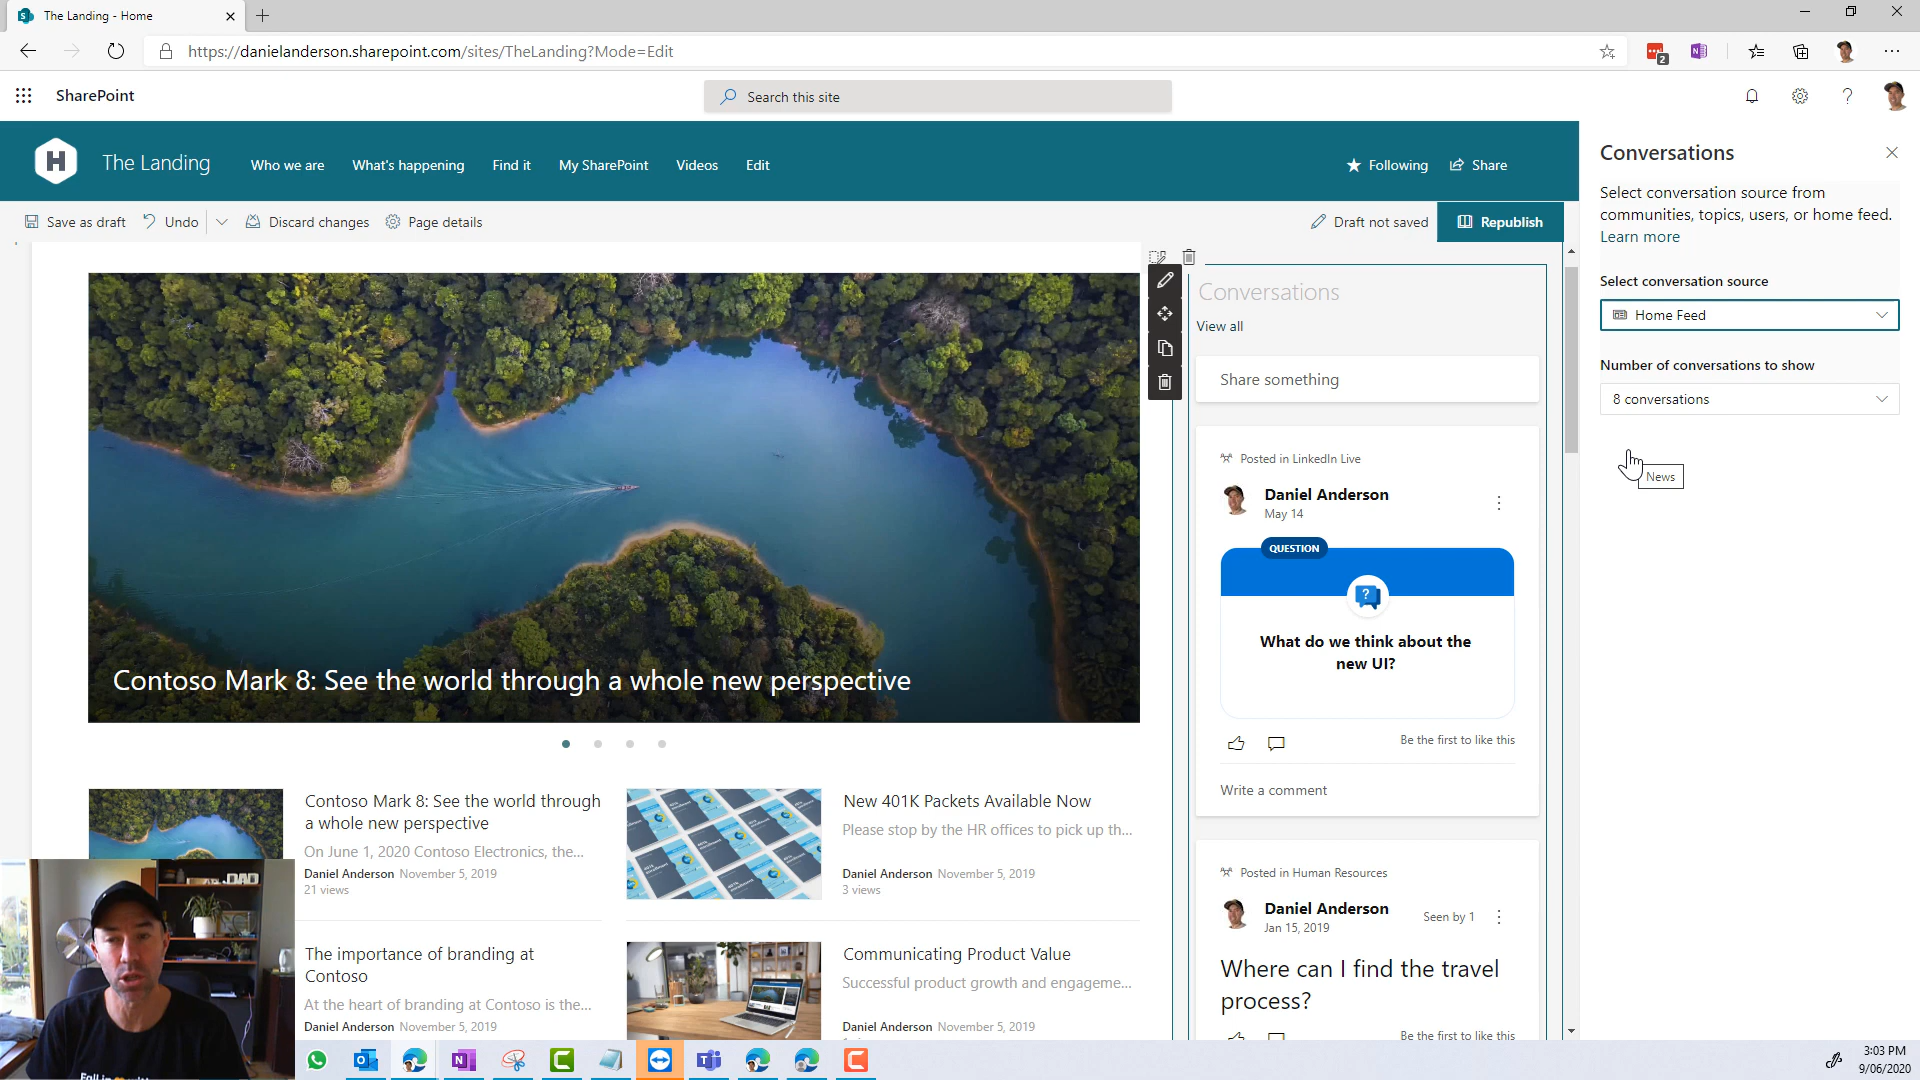 The Landing - Home
https://danielanderson.sharepoint.com/sites/TheLanding?Mode=Edit
2
SharePoint
Search this site
H
The Landing
Who we are
What's happening
Find it
My SharePoint
Videos
Edit
Following
Share
Save as draft
Undo
Discard changes
Page details
Draft not saved
Republish
Contoso Mark 8: See the world through a whole new perspective
Contoso Mark 8: See the world through
a whole new perspective
On June 1, 2020 Contoso Electronics, the...
Daniel Anderson November 5, 2019
21 views
New 401K Packets Available Now
Please stop by the HR offices to pick up th...
Daniel Anderson November 5, 2019
3 views
The importance of branding at
Contoso
At the heart of branding at Contoso is the...
Daniel Anderson November 5, 2019
Communicating Product Value
Successful product growth and engageme...
Daniel Anderson November 5, 2019
Conversations
View all
Share something
Posted in LinkedIn Live
Daniel Anderson
May 14
QUESTION
?
What do we think about the
new UI?
Be the first to like this
Write a comment
Posted in Human Resources
Daniel Anderson
Seen by 1
Jan 15, 2019
Where can I find the travel
process?
Be the first to like this
Conversations
Select conversation source from
communities, topics, users, or home feed.
Learn more
Select conversation source
Home Feed
Number of conversations to show
8 conversations
News
DAD
3:03 PM
9/06/2020